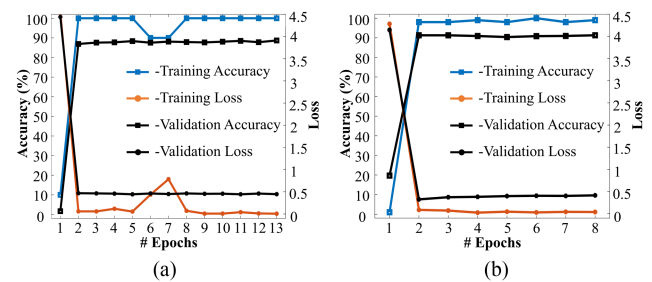 Accuracy (%)
100
90
80
70
60
50
40
30
20
10
0
4.5
4
3.5
3
2.5
2
1.5
1
0.5
0
Loss
-Training Accuracy
-Training Loss
-Validation Accuracy
-Validation Loss
1 2 3 4 5 6 7 8 9 10 11 12 13
# Epochs
(a)
Accuracy (%)
100
90
80
70
60
50
40
30
20
10
0
4.5
4
3.5
3
2.5
2
1.5
1
0.5
0
Loss
-Training Accuracy
-Training Loss
-Validation Accuracy
-Validation Loss
1 2 3 4 5 6 7 8
# Epochs
(b)